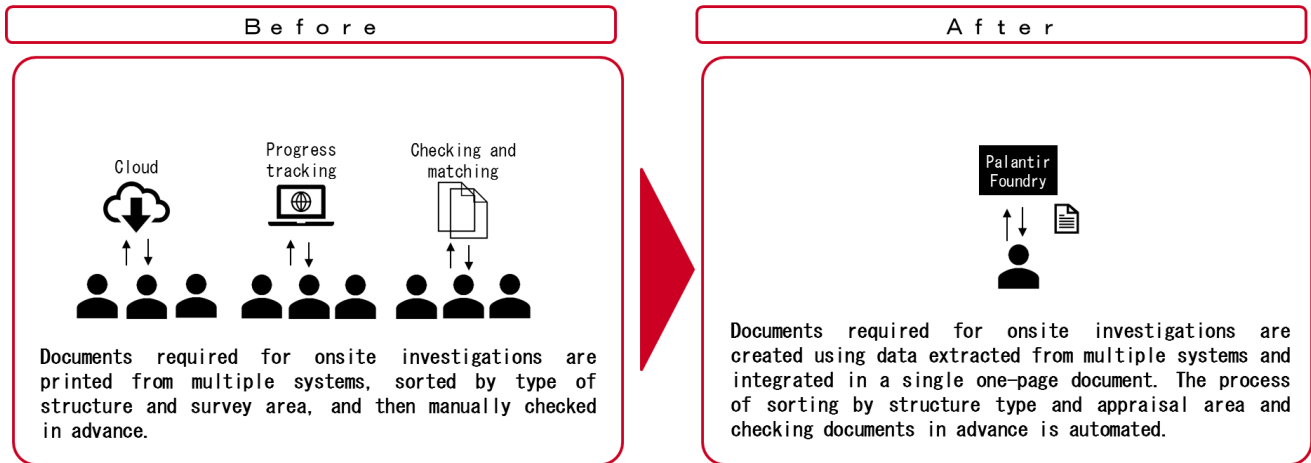 Before
After
Cloud
Progress
tracking
Checking and
matching
Palantir
Foundry
Documents required for onsite investigations are
printed from multiple systems, sorted by type of
structure and survey area, and then manually checked
in advance.
Documents required for onsite investigations are
created using data extracted from multiple systems and
integrated in a single one-page document. The process
of sorting by structure type and appraisal area and
checking documents in advance is automated.